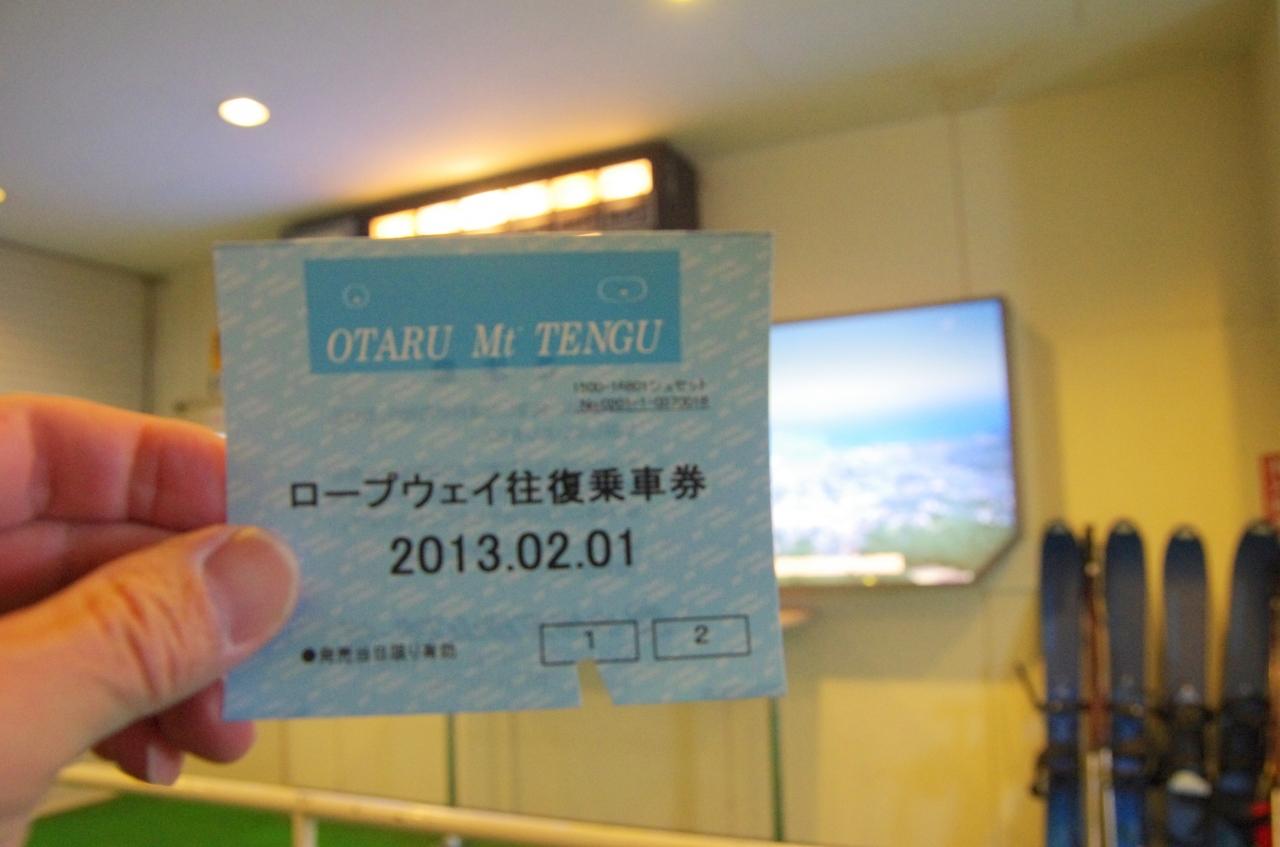 OTARU Mt TENGU
ロープウェイ往復乗車券
2013.02.01
●発売当日限り有効
1 2